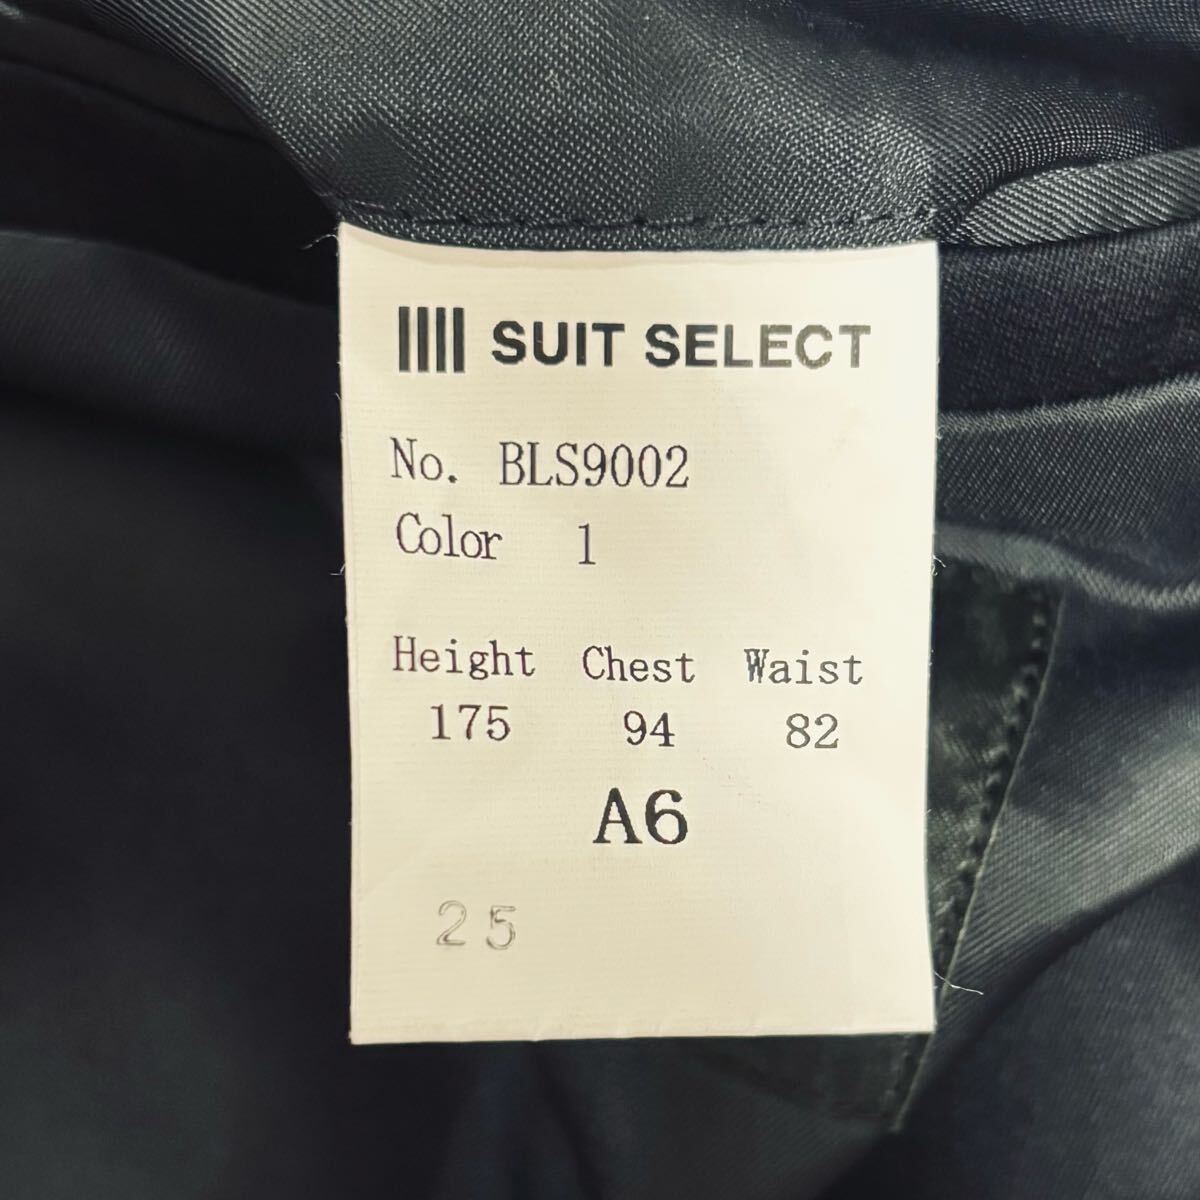 SUIT SELECT
No. BLS9002
Color 1
Height Chest Waist
175 94 82
A6
25